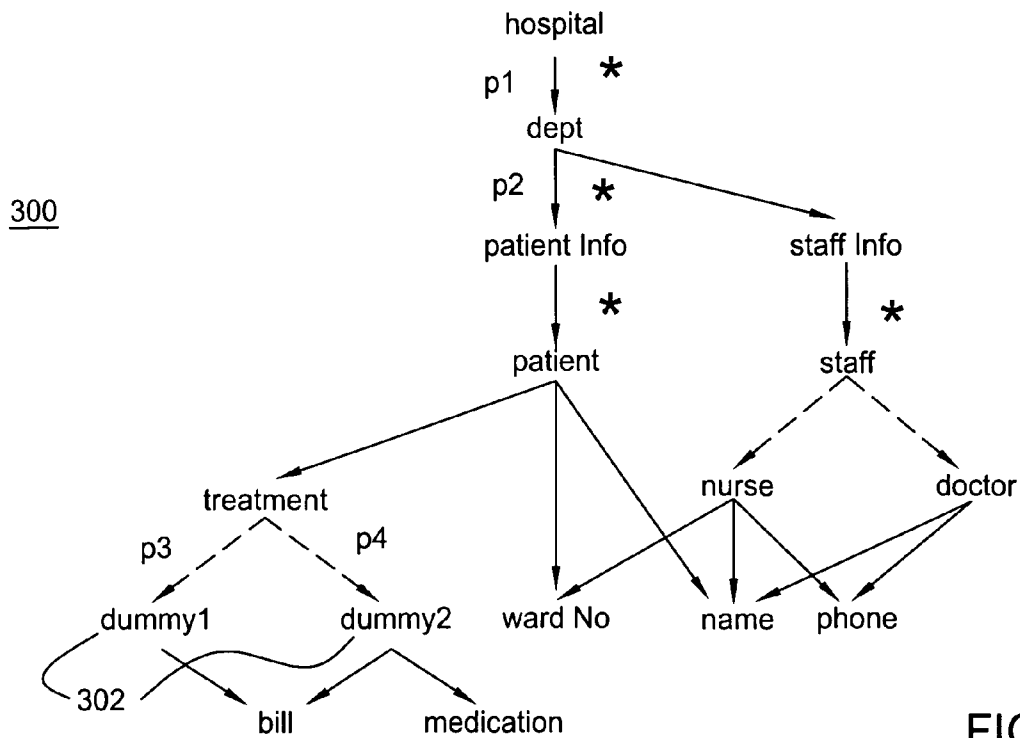 hospital
p1 *
dept
p2 *
300
patient Info staff Info
* *
patient staff
treatment nurse doctor
p3 p4
dummy1 dummy2 ward No name phone
302
bill medication
FIG